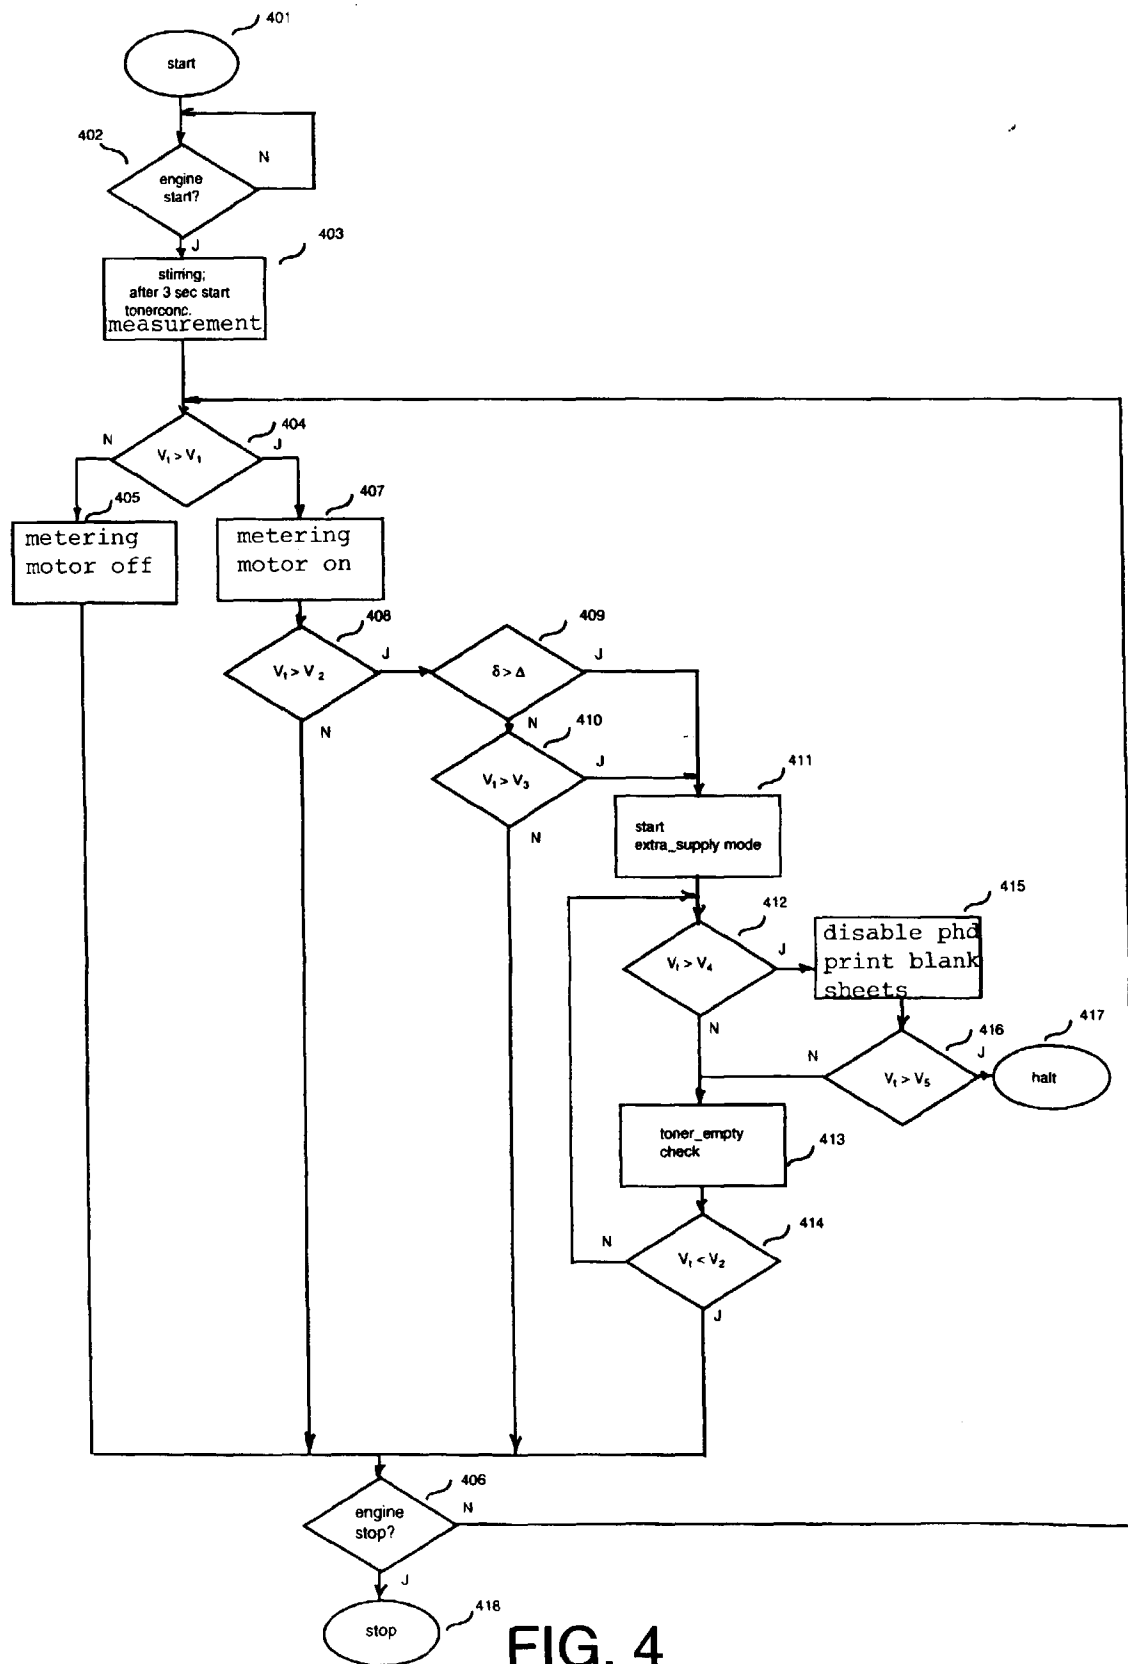 401
start
402
N
engine
start?
J
403
stirring;
after 3 sec start
tonerconc.
measurement
404
N
J
Vt > V1
405
407
metering
motor off
metering
motor on
408
409
Vt > V2
J
δ > Δ
J
N
N
410
Vt > V3
J
411
N
start
extra_supply mode
412
415
Vt > V4
J
disable phd
print blank
sheets
N
416
417
N
J
Vt > V5
halt
toner_empty
check
413
414
N
Vt < V2
J
406
engine
stop?
N
J
stop
418
FIG. 4